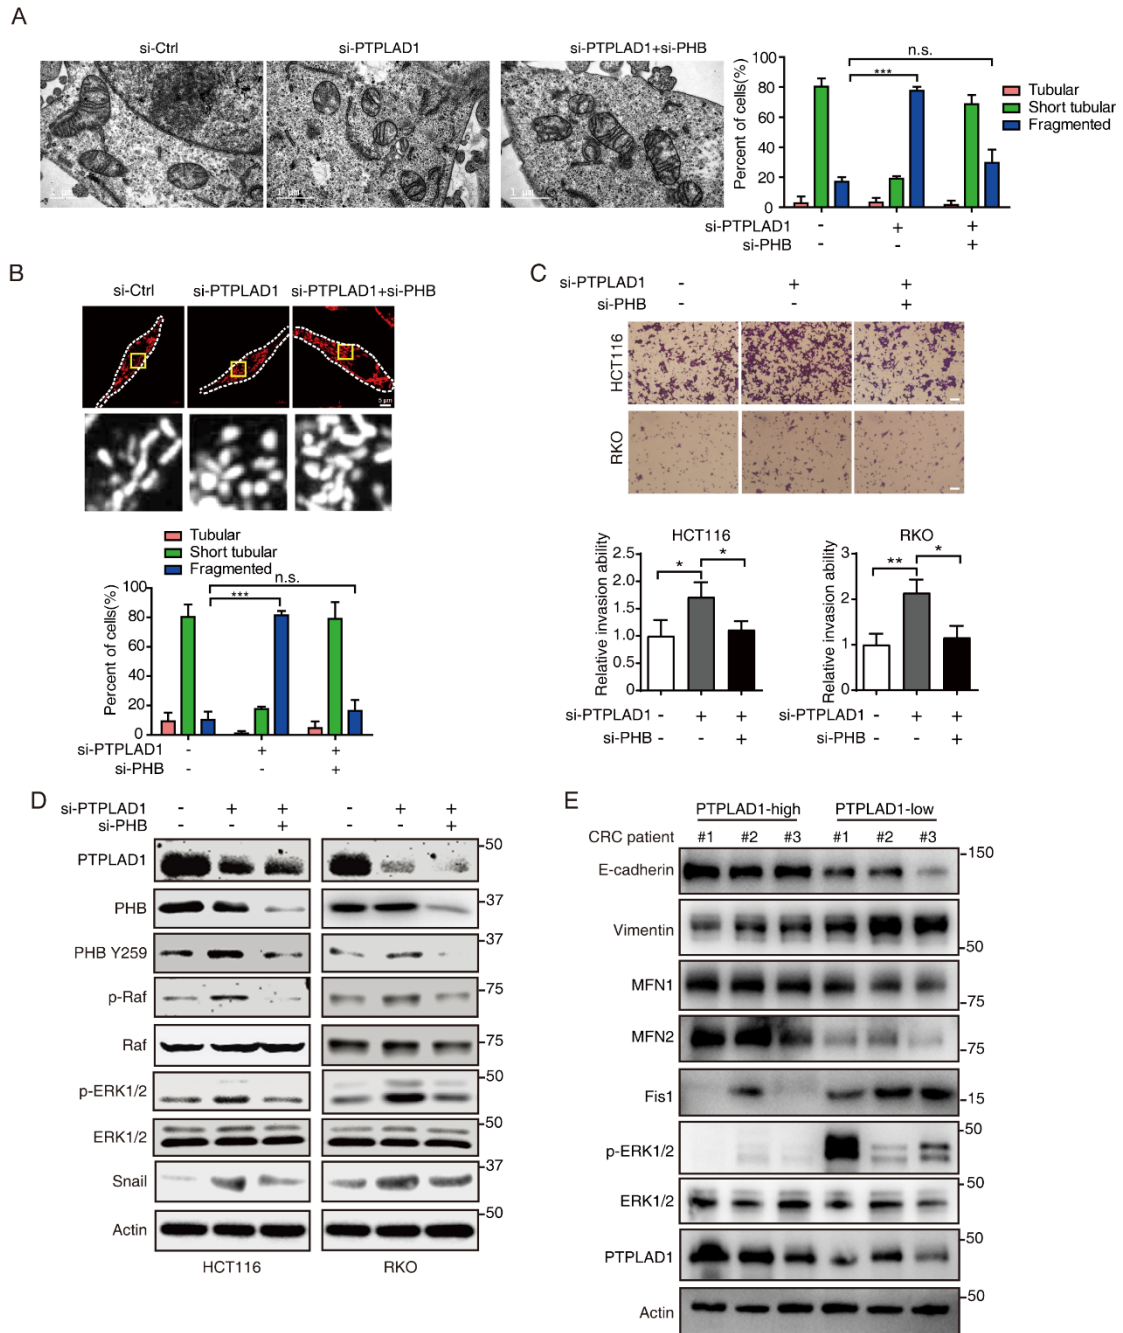 A
si-Ctrl
si-PTPLAD1
si-PTPLAD1+si-PHB
1 μm
1 μm
Percent of cells(%)
100
80
60
40
20
0
n.s.
***
Tubular
Short tubular
Fragmented
si-PTPLAD1 - + +
si-PHB - - +
B
si-Ctrl
si-PTPLAD1
si-PTPLAD1+si-PHB
5 μm
Tubular
Short tubular
Fragmented
n.s.
***
Percent of cells(%)
100
80
60
40
20
0
si-PTPLAD1 - + +
si-PHB - - +
C
si-PTPLAD1 - + +
si-PHB - - +
HCT116
RKO
HCT116
Relative invasion ability
2.5
2.0
1.5
1.0
0.5
0
* *
si-PTPLAD1 - + +
si-PHB - - +
RKO
Relative invasion ability
3
2
1
0
** *
si-PTPLAD1 - + +
si-PHB - - +
D
si-PTPLAD1 - + + - + +
si-PHB - - + - - +
PTPLAD1 50
PHB 37
PHB Y259 37
p-Raf 75
Raf 75
p-ERK1/2 50
ERK1/2 50
Snail 37
Actin 50
HCT116 RKO
E
PTPLAD1-high PTPLAD1-low
CRC patient #1 #2 #3 #1 #2 #3
E-cadherin 150
Vimentin 50
MFN1 75
MFN2 75
Fis1 15
p-ERK1/2 50
ERK1/2 50
PTPLAD1 50
Actin 50